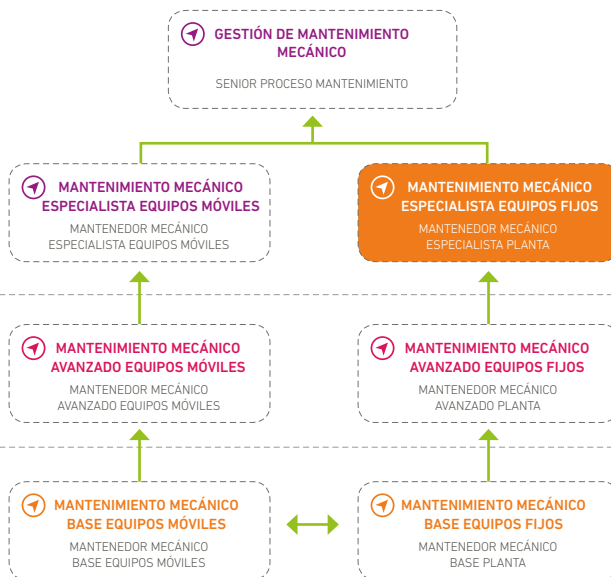 GESTIÓN DE MANTENIMIENTO
MECÁNICO
SENIOR PROCESO MANTENIMIENTO
MANTENIMIENTO MECÁNICO
ESPECIALISTA EQUIPOS MÓVILES
MANTENEDOR MECÁNICO
ESPECIALISTA EQUIPOS MÓVILES
MANTENIMIENTO MECÁNICO
ESPECIALISTA EQUIPOS FIJOS
MANTENEDOR MECÁNICO
ESPECIALISTA PLANTA
MANTENIMIENTO MECÁNICO
AVANZADO EQUIPOS MÓVILES
MANTENEDOR MECÁNICO
AVANZADO EQUIPOS MÓVILES
MANTENIMIENTO MECÁNICO
AVANZADO EQUIPOS FIJOS
MANTENEDOR MECÁNICO
AVANZADO PLANTA
MANTENIMIENTO MECÁNICO
BASE EQUIPOS MÓVILES
MANTENEDOR MECÁNICO
BASE EQUIPOS MÓVILES
MANTENIMIENTO MECÁNICO
BASE EQUIPOS FIJOS
MANTENEDOR MECÁNICO
BASE PLANTA